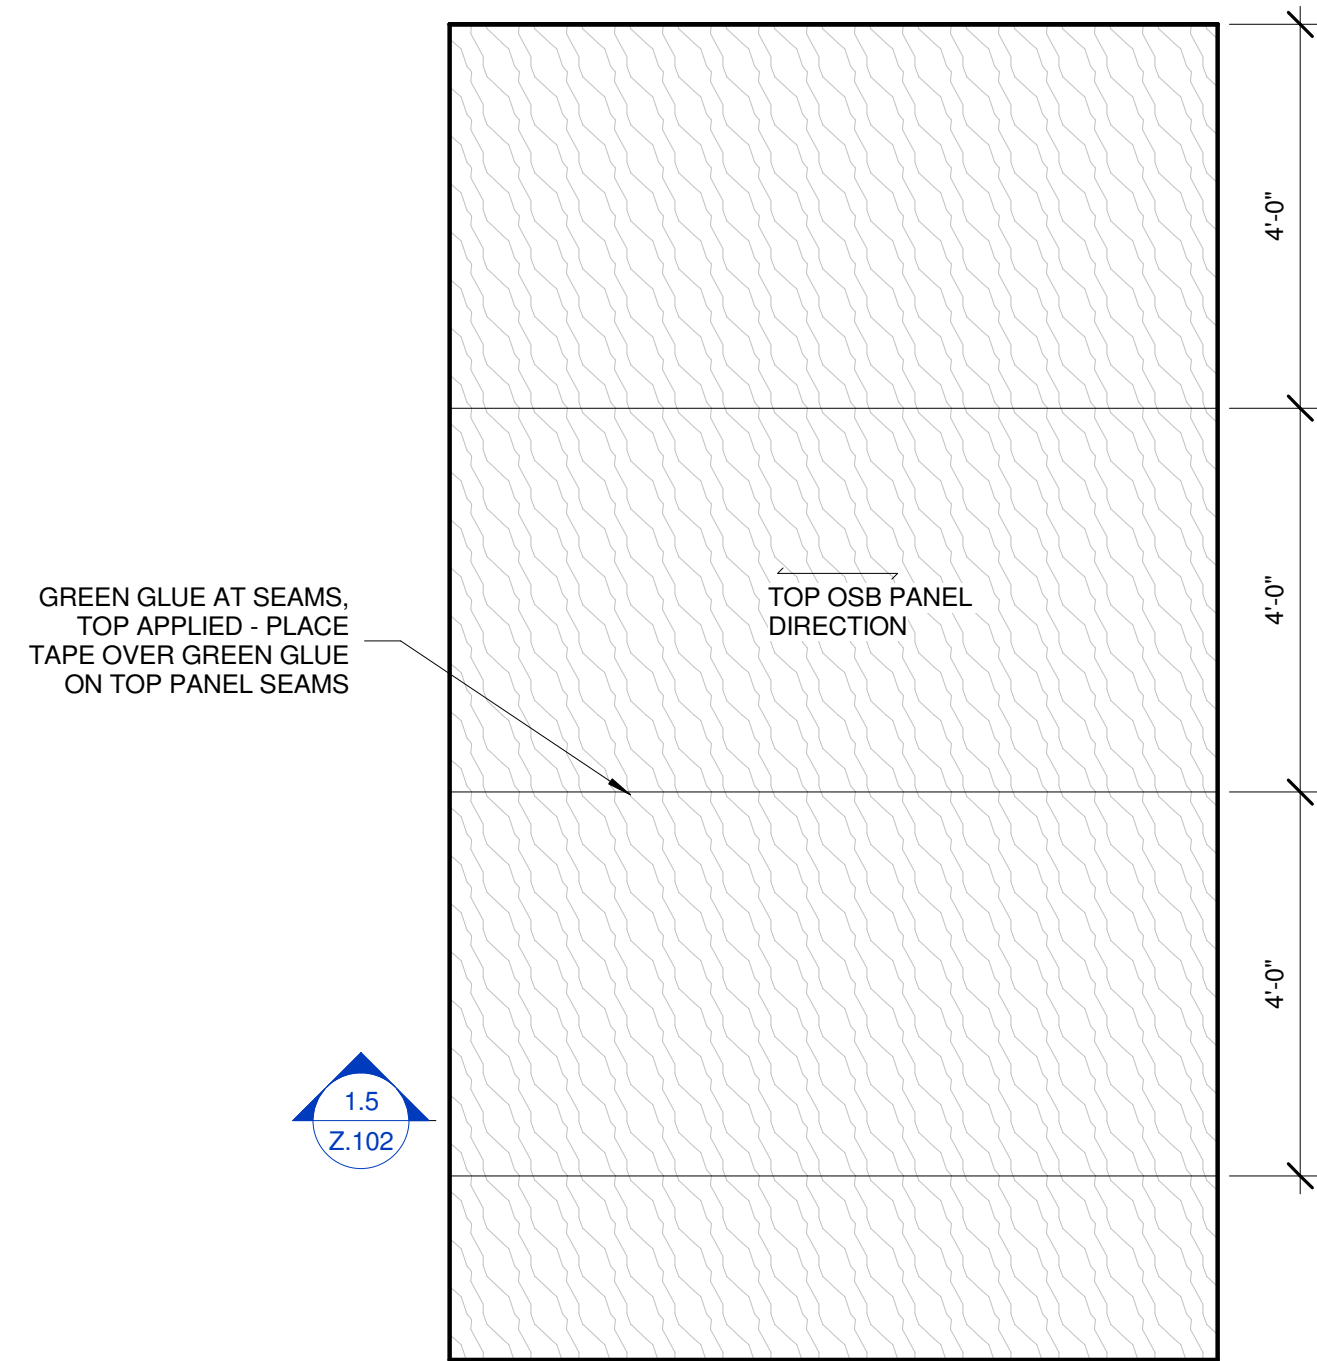 4'-0"
GREEN GLUE AT SEAMS,
TOP APPLIED - PLACE
TAPE OVER GREEN GLUE
ON TOP PANEL SEAMS
TOP OSB PANEL
DIRECTION
4'-0"
4'-0"
1.5
Z.102